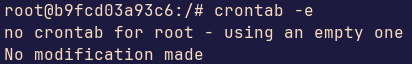 root@b9fcd03a93c6:/# crontab -e
no crontab for root - using an empty one
No modification made